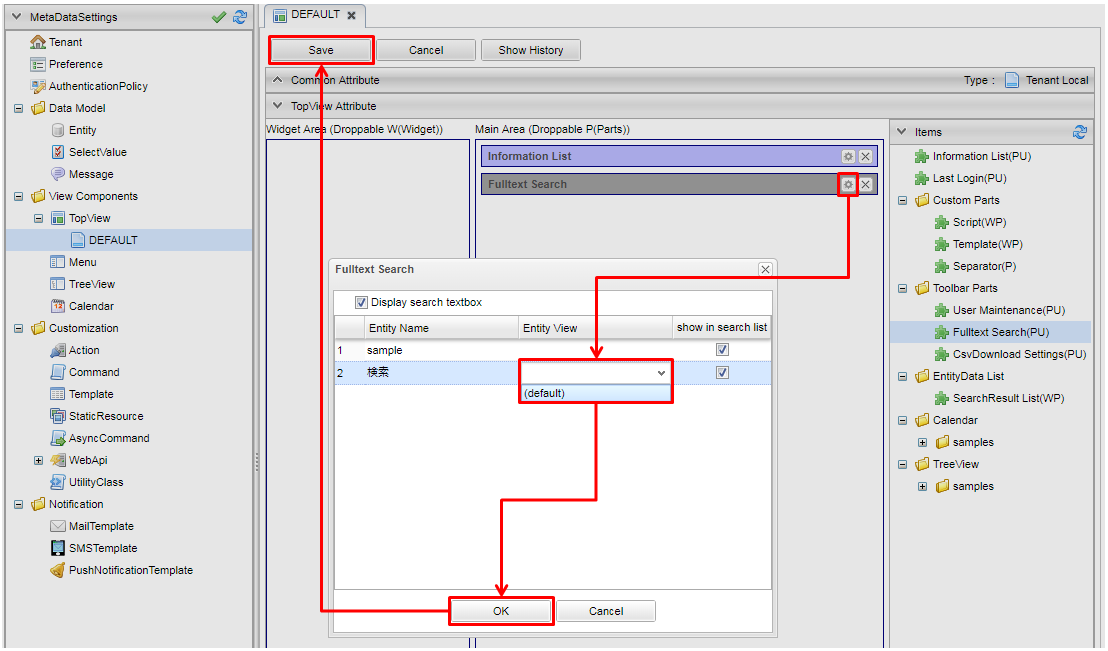 MetaDataSettings
Tenant
Preference
AuthenticationPolicy
Data Model
Entity
SelectValue
Message
View Components
TopView
DEFAULT
Menu
TreeView
Calendar
Customization
Action
Command
Template
StaticResource
AsyncCommand
WebApi
UtilityClass
Notification
MailTemplate
SMSTemplate
PushNotificationTemplate
DEFAULT
Save Cancel Show History
Common Attribute Type : Tenant Local
TopView Attribute
Widget Area (Droppable W(Widget)) Main Area (Droppable P(Parts))
Information List
Fulltext Search
Fulltext Search
Display search textbox
Entity Name Entity View show in search list
1 sample
2 検索
(default)
OK Cancel
Items
Information List(PU)
Last Login(PU)
Custom Parts
Script(WP)
Template(WP)
Separator(P)
Toolbar Parts
User Maintenance(PU)
Fulltext Search(PU)
CsvDownload Settings(PU)
EntityData List
SearchResult List(WP)
Calendar
samples
TreeView
samples